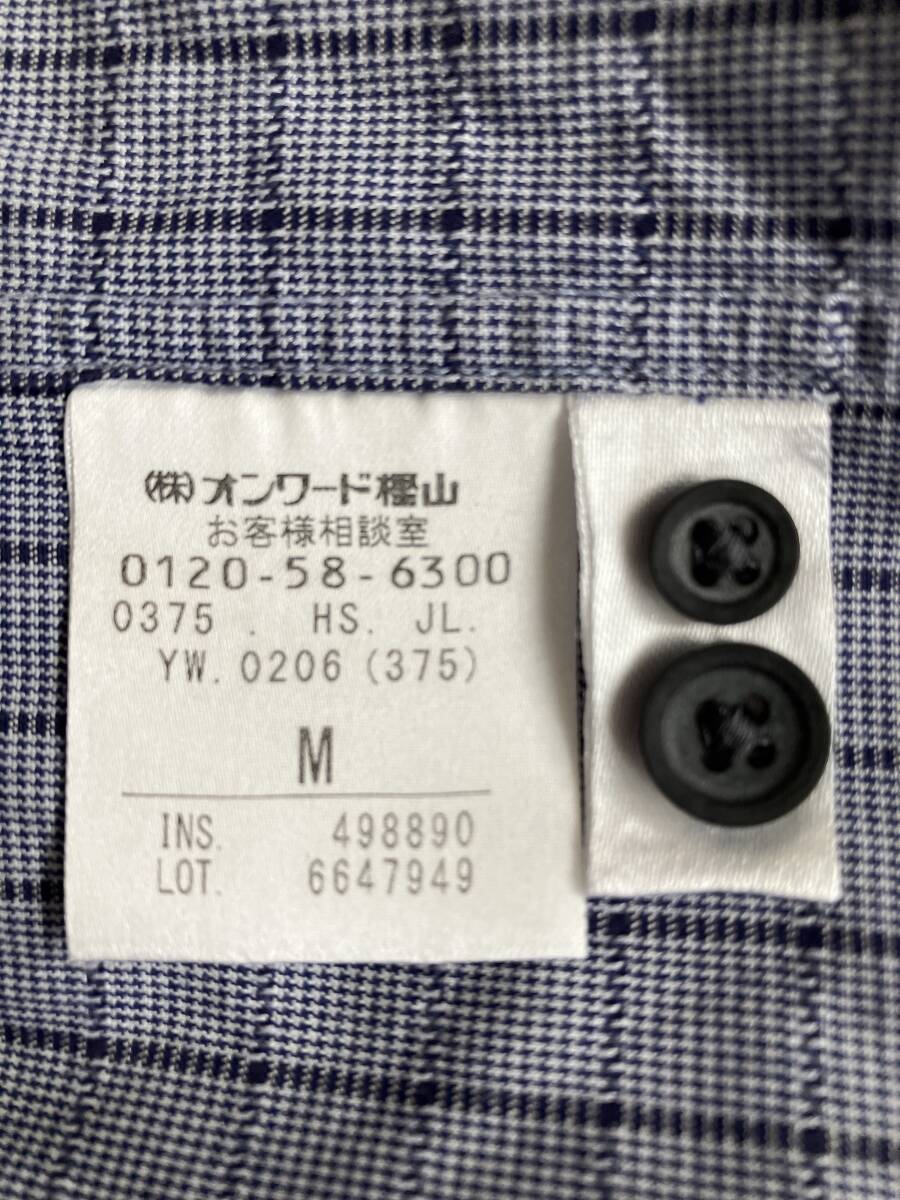 (株)オンワード樫山
お客様相談室
0120-58-6300
0375 . HS. JL.
YW. 0206 (375)
M
INS. 498890
LOT. 6647949